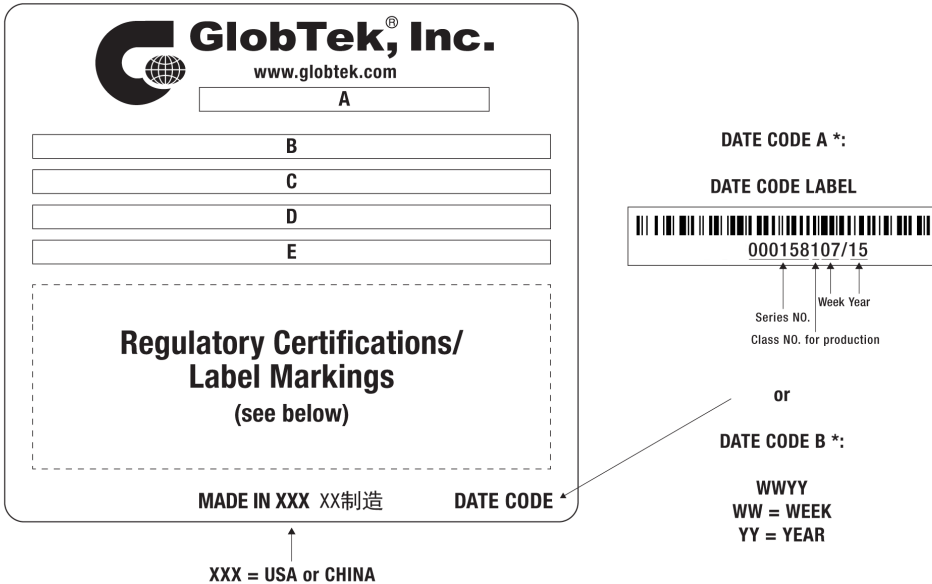 GlobTek,® Inc.
www.globtek.com
A
B
C
D
E
Regulatory Certifications/
Label Markings
(see below)
MADE IN XXX XX制造
DATE CODE
XXX = USA or CHINA
DATE CODE A *:
DATE CODE LABEL
000158107/15
Week Year
Series NO.
Class NO. for production
or
DATE CODE B *:
WWYY
WW = WEEK
YY = YEAR